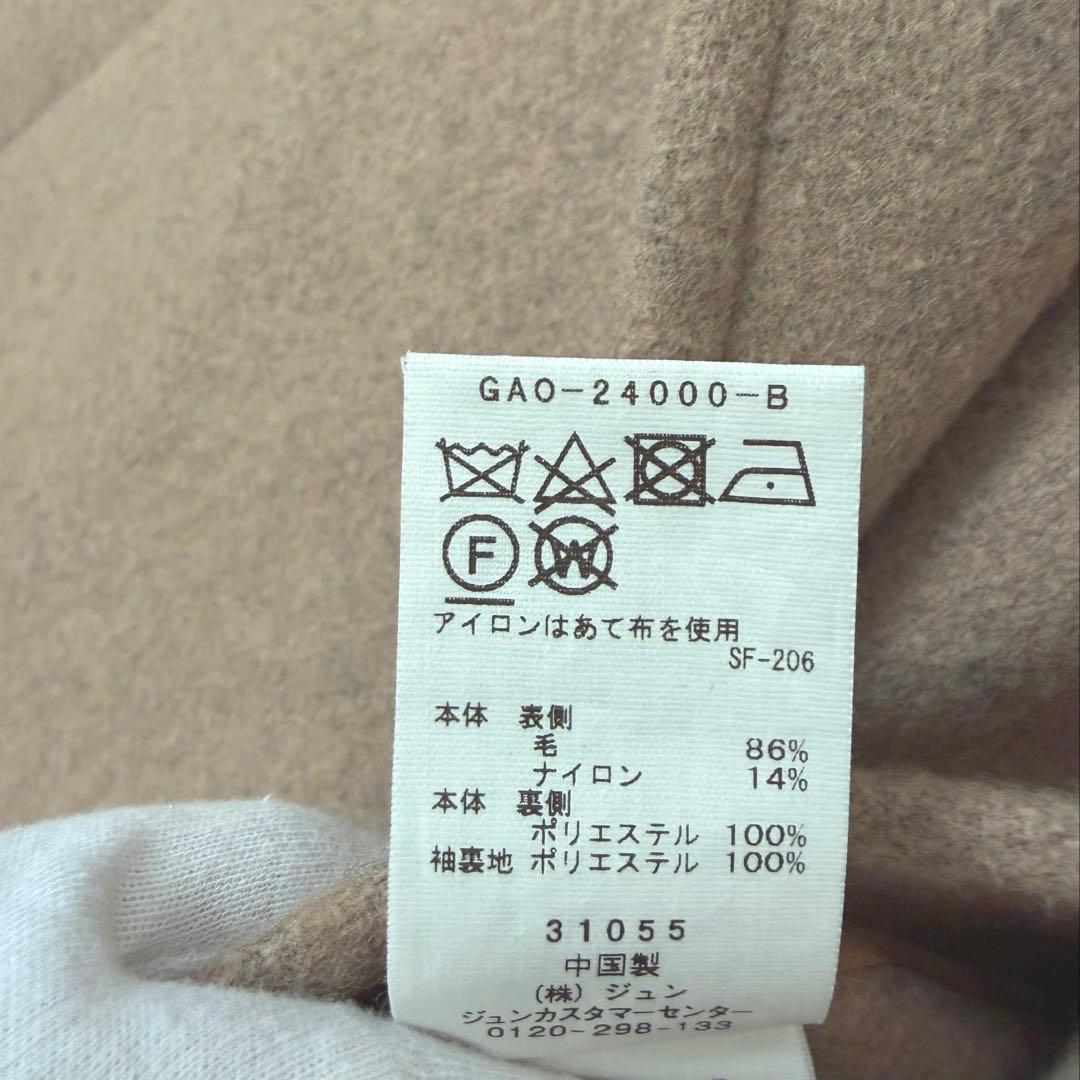 GAO-24000-B
F W
アイロンはあて布を使用
SF-206
本体 表側
毛 86%
ナイロン 14%
本体 裏側
ポリエステル 100%
袖裏地 ポリエステル 100%
31055
中国製
(株) ジュン
ジュンカスタマーセンター
0120-298-133